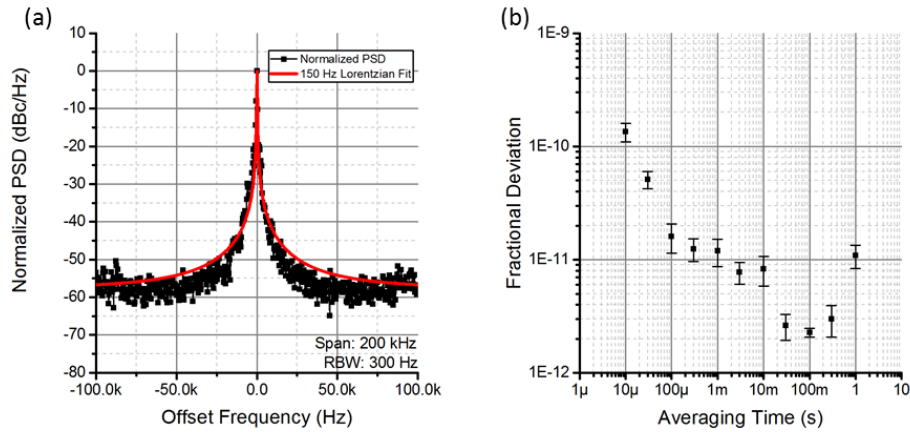 (a)
10
0
-10
-20
-30
-40
-50
-60
-70
-80
Normalized PSD (dBc/Hz)
Normalized PSD
150 Hz Lorentzian Fit
Span: 200 kHz
RBW: 300 Hz
-100.0k -50.0k 0.0 50.0k 100.0k
Offset Frequency (Hz)
(b)
1E-9
1E-10
1E-11
1E-12
Fractional Deviation
1µ 10µ 100µ 1m 10m 100m 1 10
Averaging Time (s)